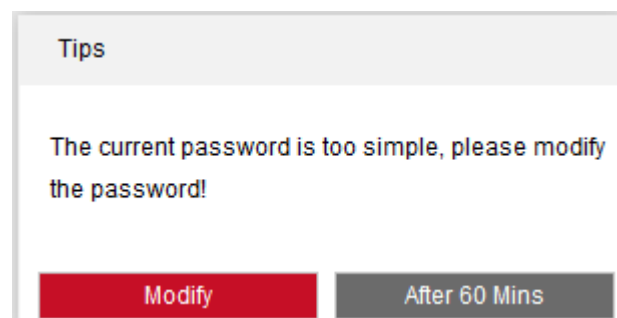 Tips
The current password is too simple, please modify
the password!
Modify
After 60 Mins